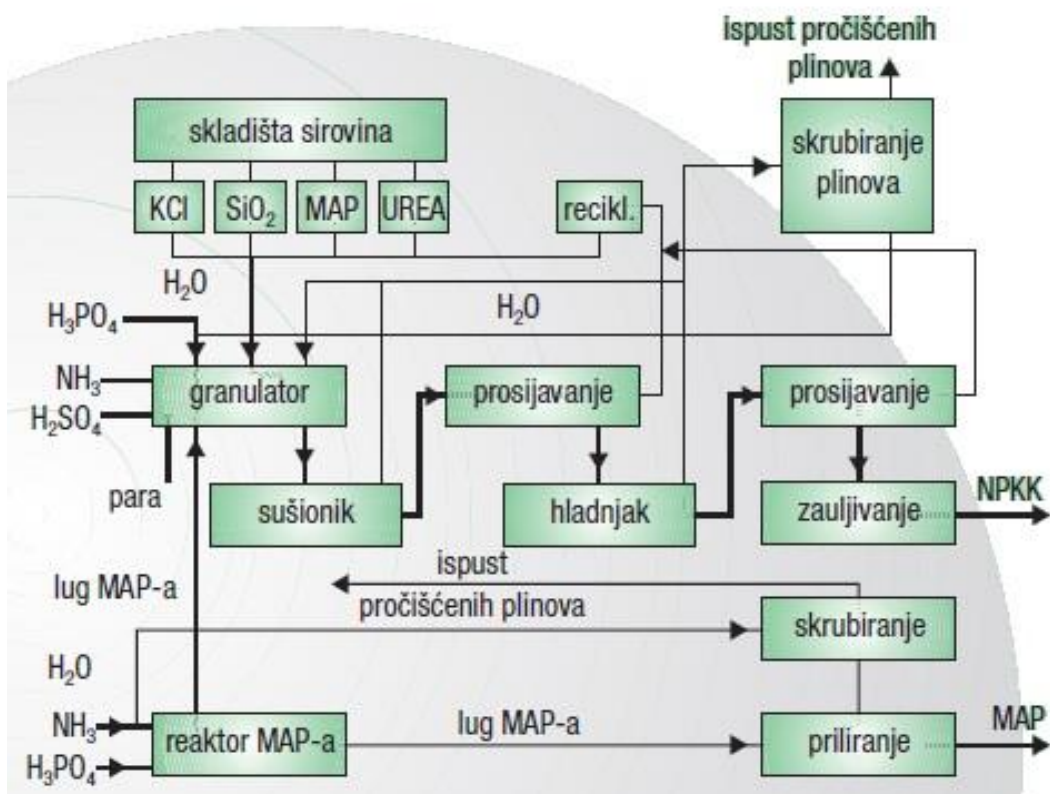 ispust pročišćenih
plinova
skladišta sirovina
skrubiranje
plinova
KCl
SiO₂
MAP
UREA
recikl.
H₂O
H₂O
H₃PO₄
NH₃
granulator
prosijavanje
prosijavanje
H₂SO₄
para
sušionik
hladnjak
zauljivanje
NPKK
ispust
lug MAP-a
pročišćenih plinova
skrubiranje
H₂O
NH₃
reaktor MAP-a
lug MAP-a
priliranje
MAP
H₃PO₄